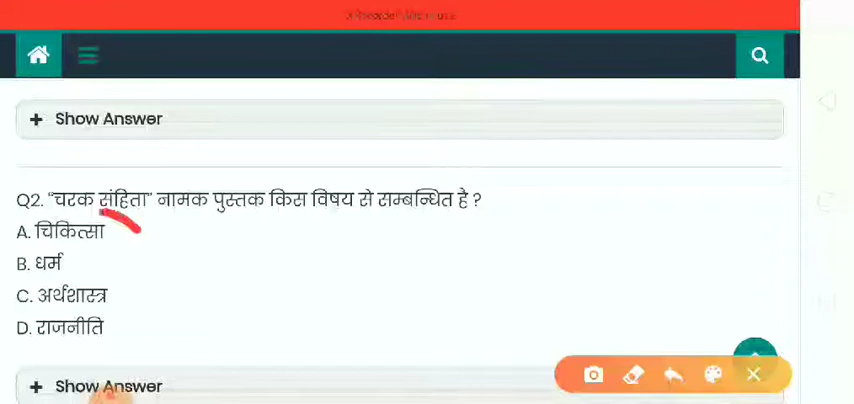 Show Answer
Q2. "चरक संहिता" नामक पुस्तक किस विषय से सम्बन्धित है ?
A. चिकित्सा
B. धर्म
C. अर्थशास्त्र
D. राजनीति
Show Answer